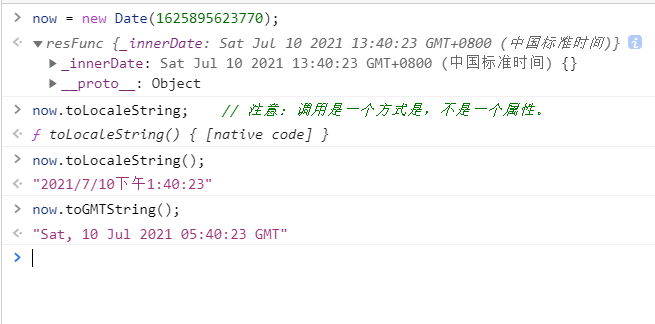 now = new Date(1625895623770);
resFunc {_innerDate: Sat Jul 10 2021 13:40:23 GMT+0800 (中国标准时间)} i
_innerDate: Sat Jul 10 2021 13:40:23 GMT+0800 (中国标准时间) {}
__proto__: Object
now.toLocaleString;    // 注意：调用是一个方式是，不是一个属性。
ƒ toLocaleString() { [native code] }
now.toLocaleString();
"2021/7/10下午1:40:23"
now.toGMTString();
"Sat, 10 Jul 2021 05:40:23 GMT"